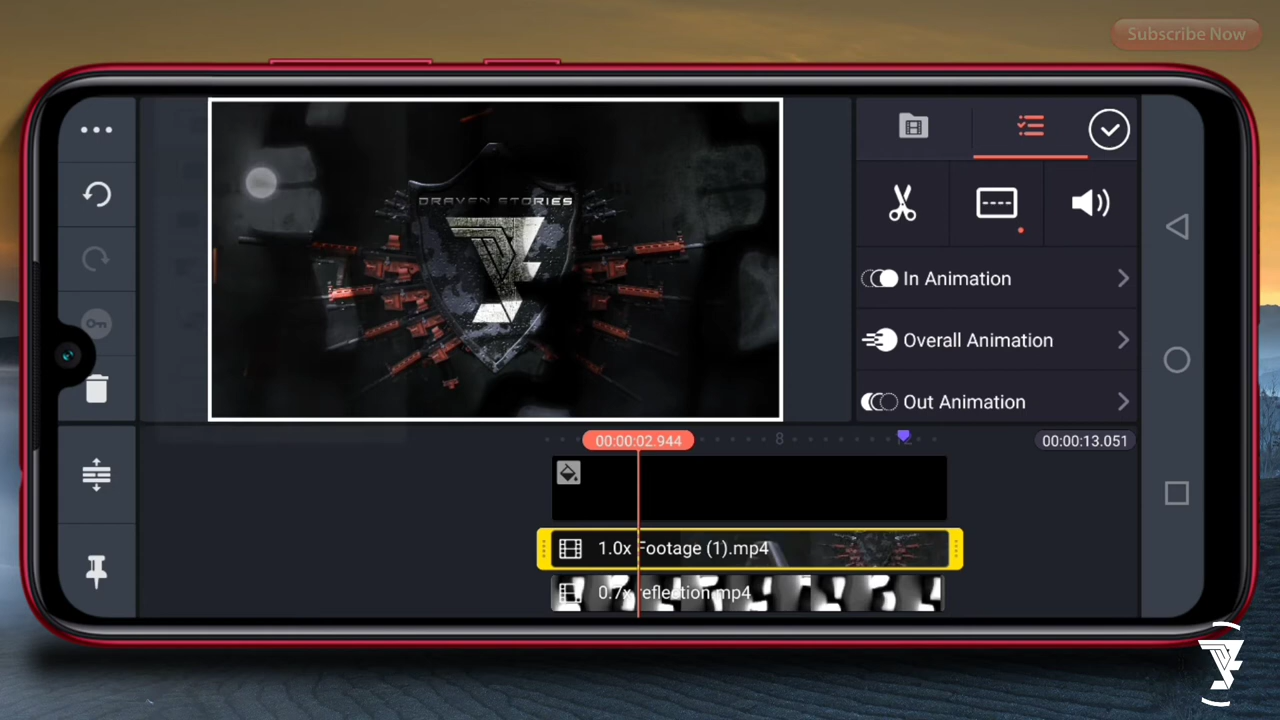 Subscribe Now
DRAVEN STORIES
In Animation
Overall Animation
Out Animation
00:00:02.944
8
00:00:13.051
1.0x Footage (1).mp4
0.7x reflection.mp4